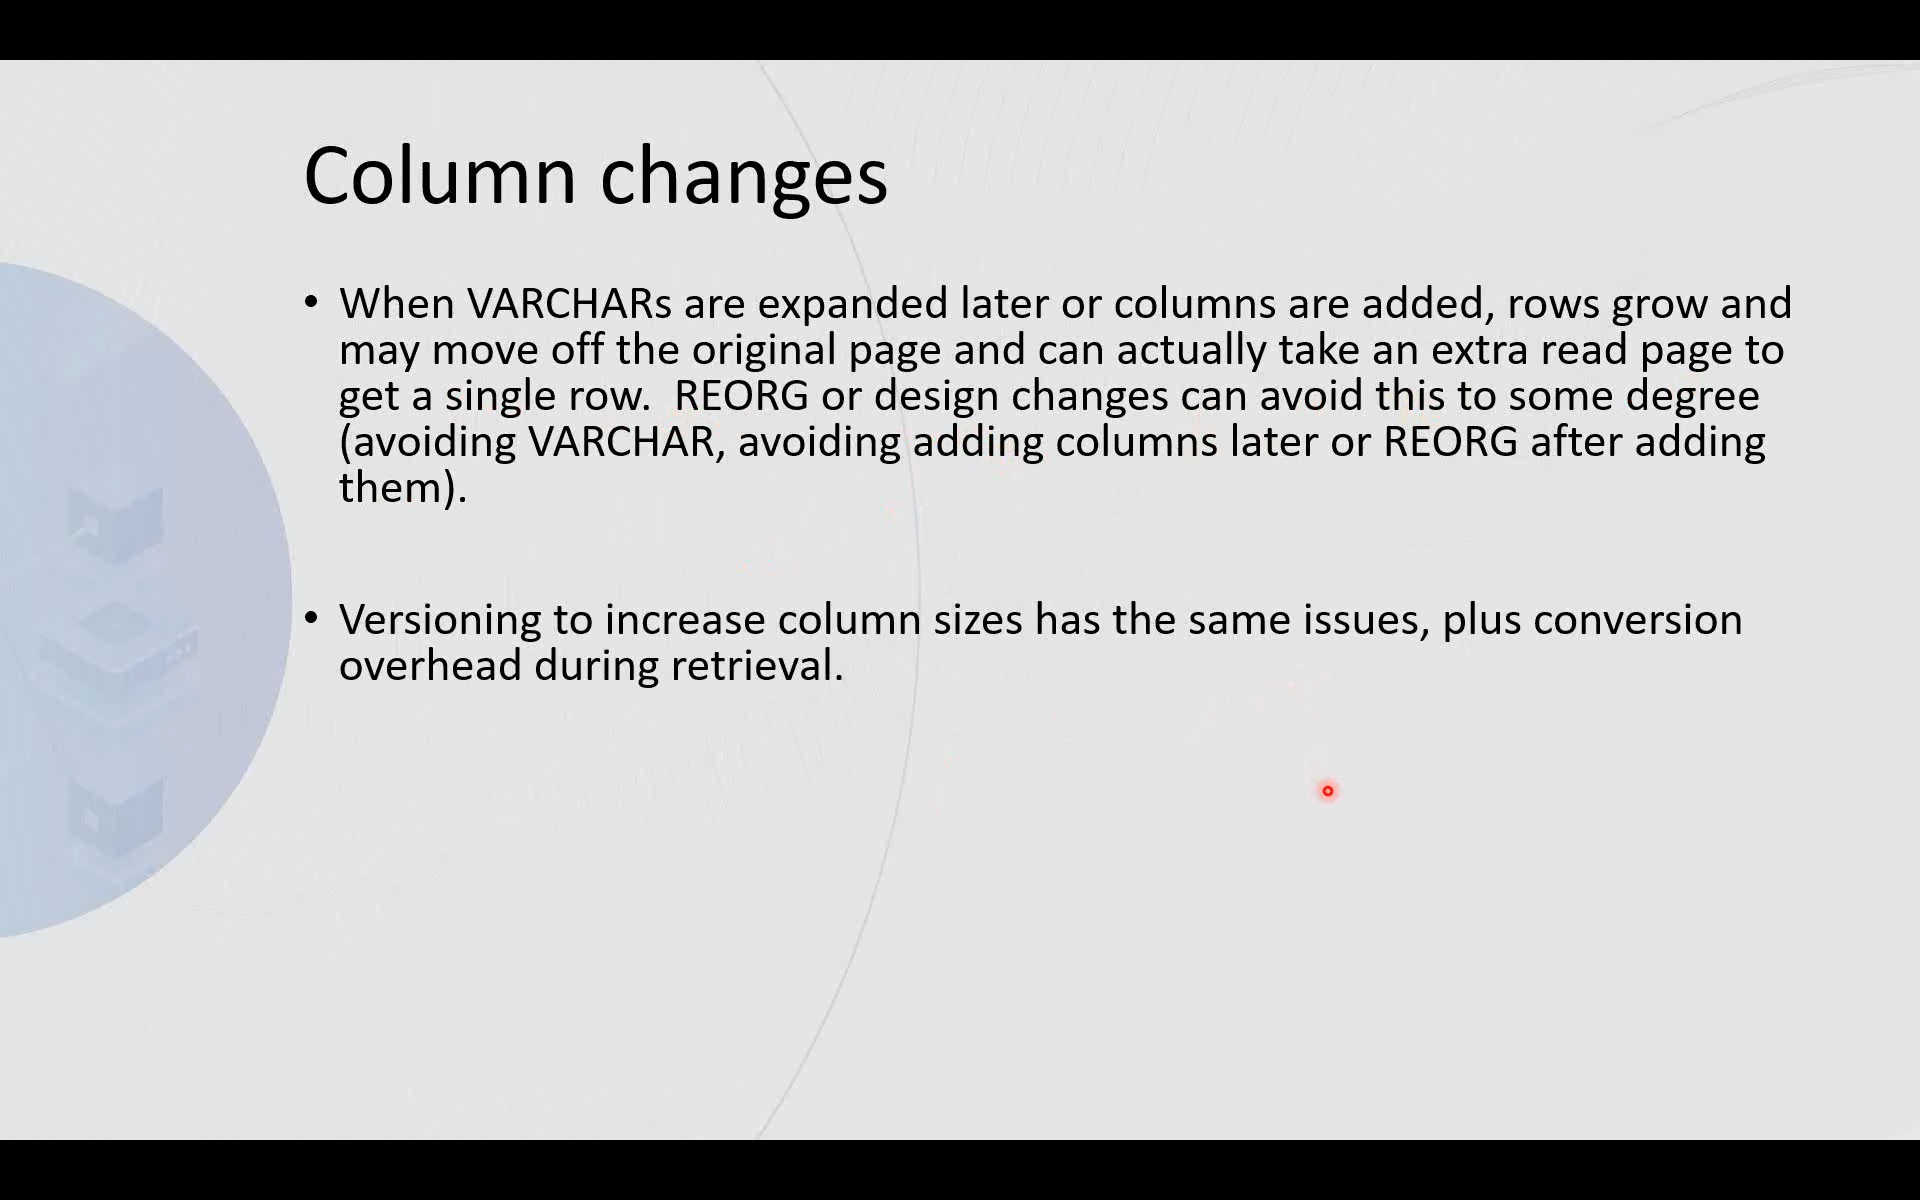 Column changes
• When VARCHARs are expanded later or columns are added, rows grow and
may move off the original page and can actually take an extra read page to
get a single row.  REORG or design changes can avoid this to some degree
(avoiding VARCHAR, avoiding adding columns later or REORG after adding
them).
• Versioning to increase column sizes has the same issues, plus conversion
overhead during retrieval.